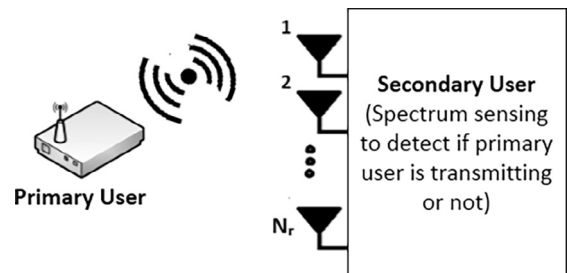 Primary User
1
2
Nr
Secondary User
(Spectrum sensing
to detect if primary
user is transmitting
or not)